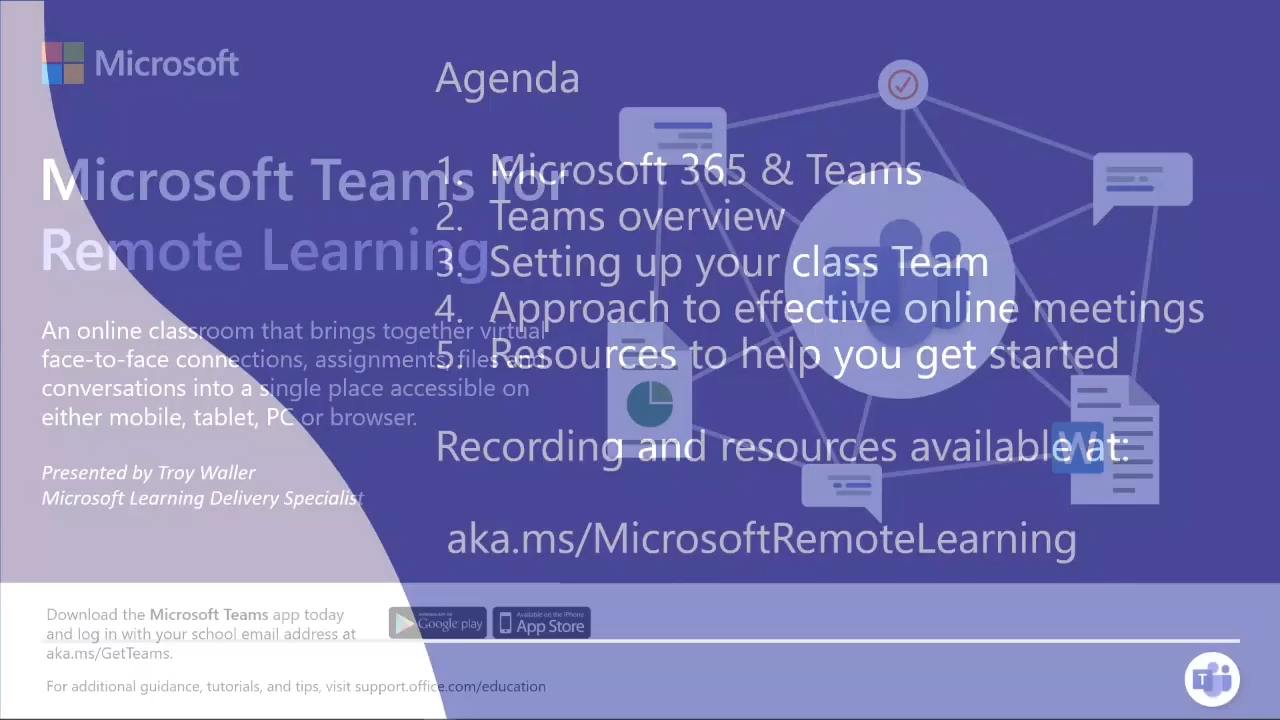 Microsoft
Microsoft Teams for
Remote Learning
An online classroom that brings together virtual
face-to-face connections, assignments, files and
conversations into a single place accessible on
either mobile, tablet, PC or browser.
Presented by Troy Waller
Microsoft Learning Delivery Specialist
Agenda
1. Microsoft 365 & Teams
2. Teams overview
3. Setting up your class Team
4. Approach to effective online meetings
5. Resources to help you get started
Recording and resources available at:
aka.ms/MicrosoftRemoteLearning
T
W
Download the Microsoft Teams app today
and log in with your school email address at
aka.ms/GetTeams.
Google play
Available on the iPhone
App Store
For additional guidance, tutorials, and tips, visit support.office.com/education
T